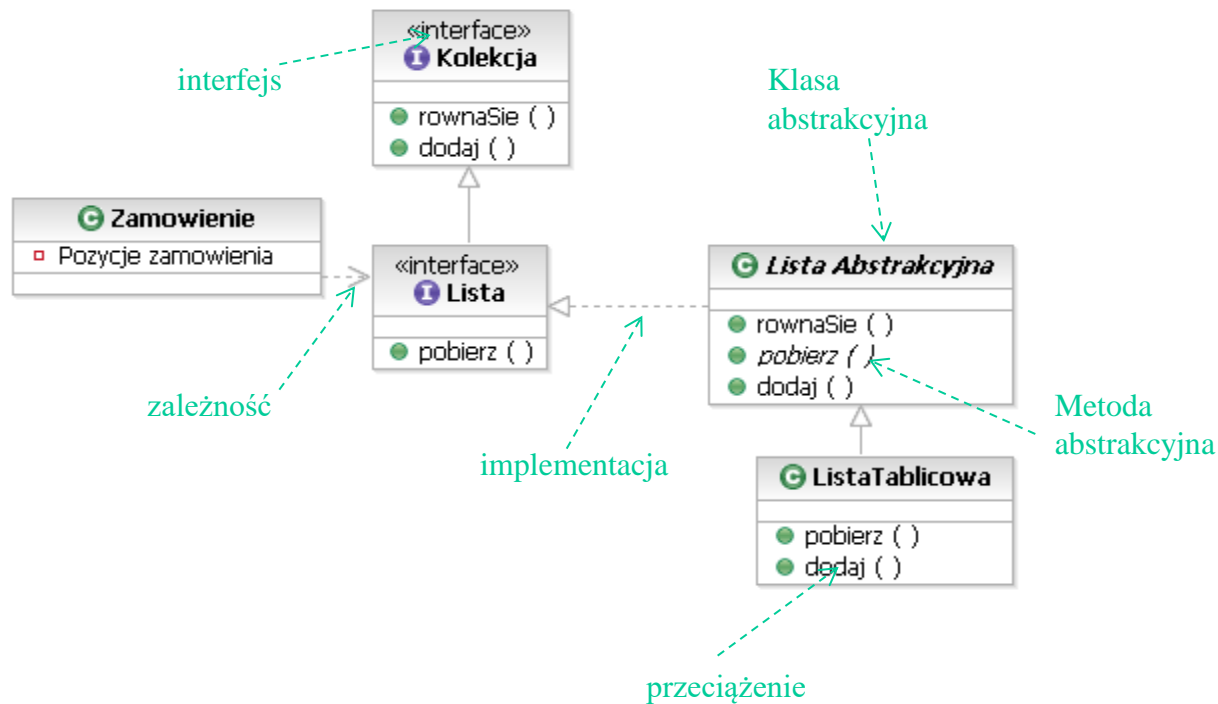 «interface»
I Kolekcja
rownaSie ( )
dodaj ( )
interfejs
Klasa
abstrakcyjna
C Zamowienie
Pozycje zamowienia
«interface»
I Lista
pobierz ( )
C Lista Abstrakcyjna
rownaSie ( )
pobierz ( )
dodaj ( )
zależność
implementacja
Metoda
abstrakcyjna
C ListaTablicowa
pobierz ( )
dodaj ( )
przeciążenie